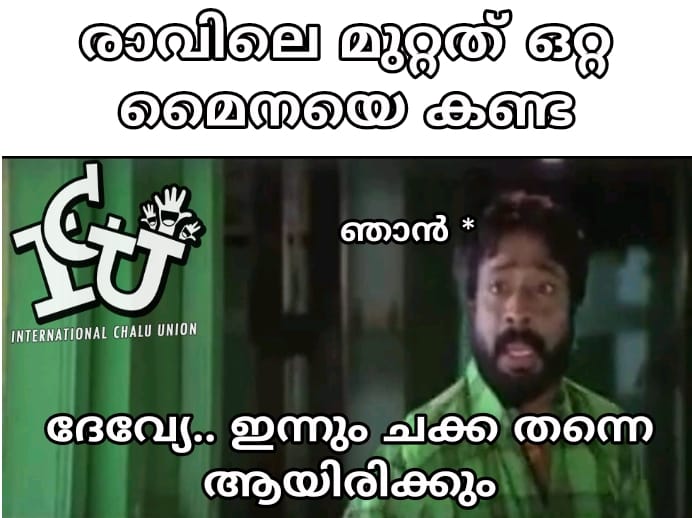 രാവിലെ മുറ്റത് ഒറ്റ
മൈനയെ കണ്ട
ICU
INTERNATIONAL CHALU UNION
ഞാൻ *
ദേവ്യേ.. ഇന്നും ചക്ക തന്നെ
ആയിരിക്കും